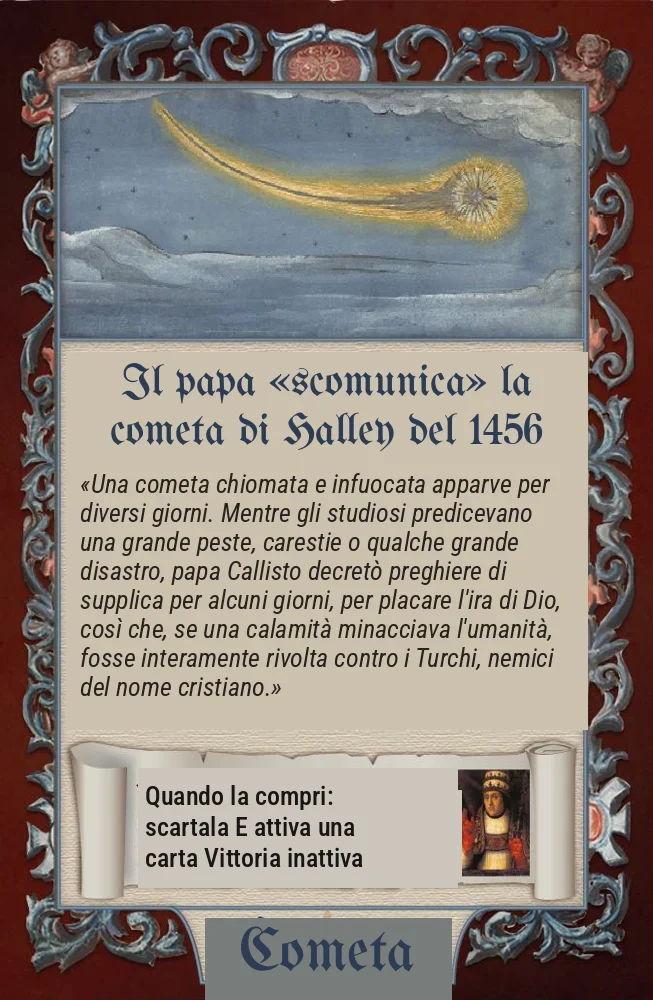 Il papa «scomunica» la
cometa di Halley del 1456
«Una cometa chiomata e infuocata apparve per
diversi giorni. Mentre gli studiosi predicevano
una grande peste, carestie o qualche grande
disastro, papa Callisto decretò preghiere di
supplica per alcuni giorni, per placare l'ira di Dio,
così che, se una calamità minacciava l'umanità,
fosse interamente rivolta contro i Turchi, nemici
del nome cristiano.»
Quando la compri:
scartala E attiva una
carta Vittoria inattiva
Cometa